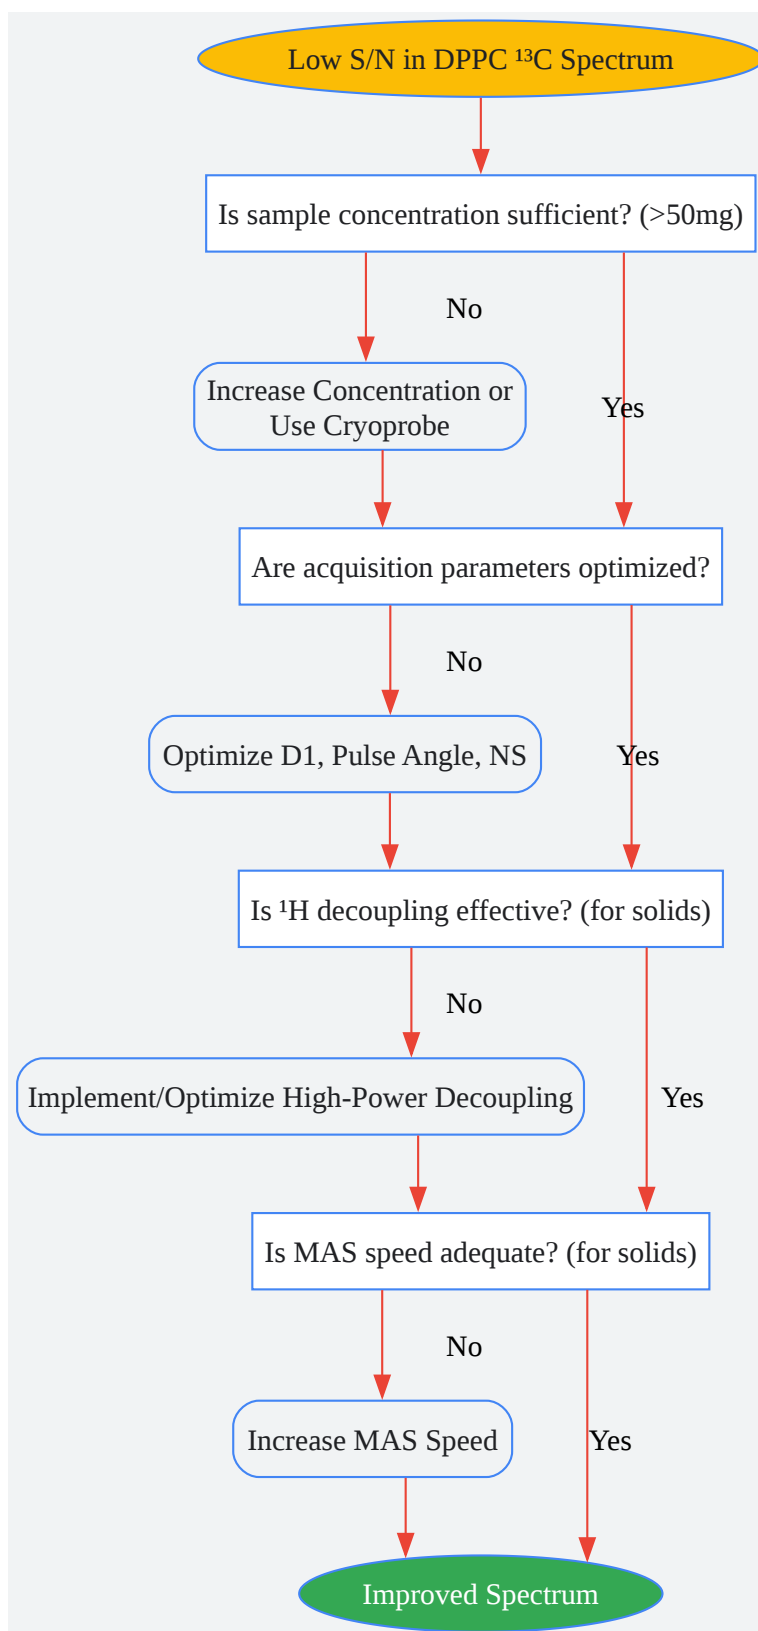 Low S/N in DPPC ¹³C Spectrum
Is sample concentration sufficient? (>50mg)
No
Increase Concentration or
Use Cryoprobe
Yes
Are acquisition parameters optimized?
No
Optimize D1, Pulse Angle, NS
Yes
Is ¹H decoupling effective? (for solids)
No
Implement/Optimize High-Power Decoupling
Yes
Is MAS speed adequate? (for solids)
No
Increase MAS Speed
Yes
Improved Spectrum